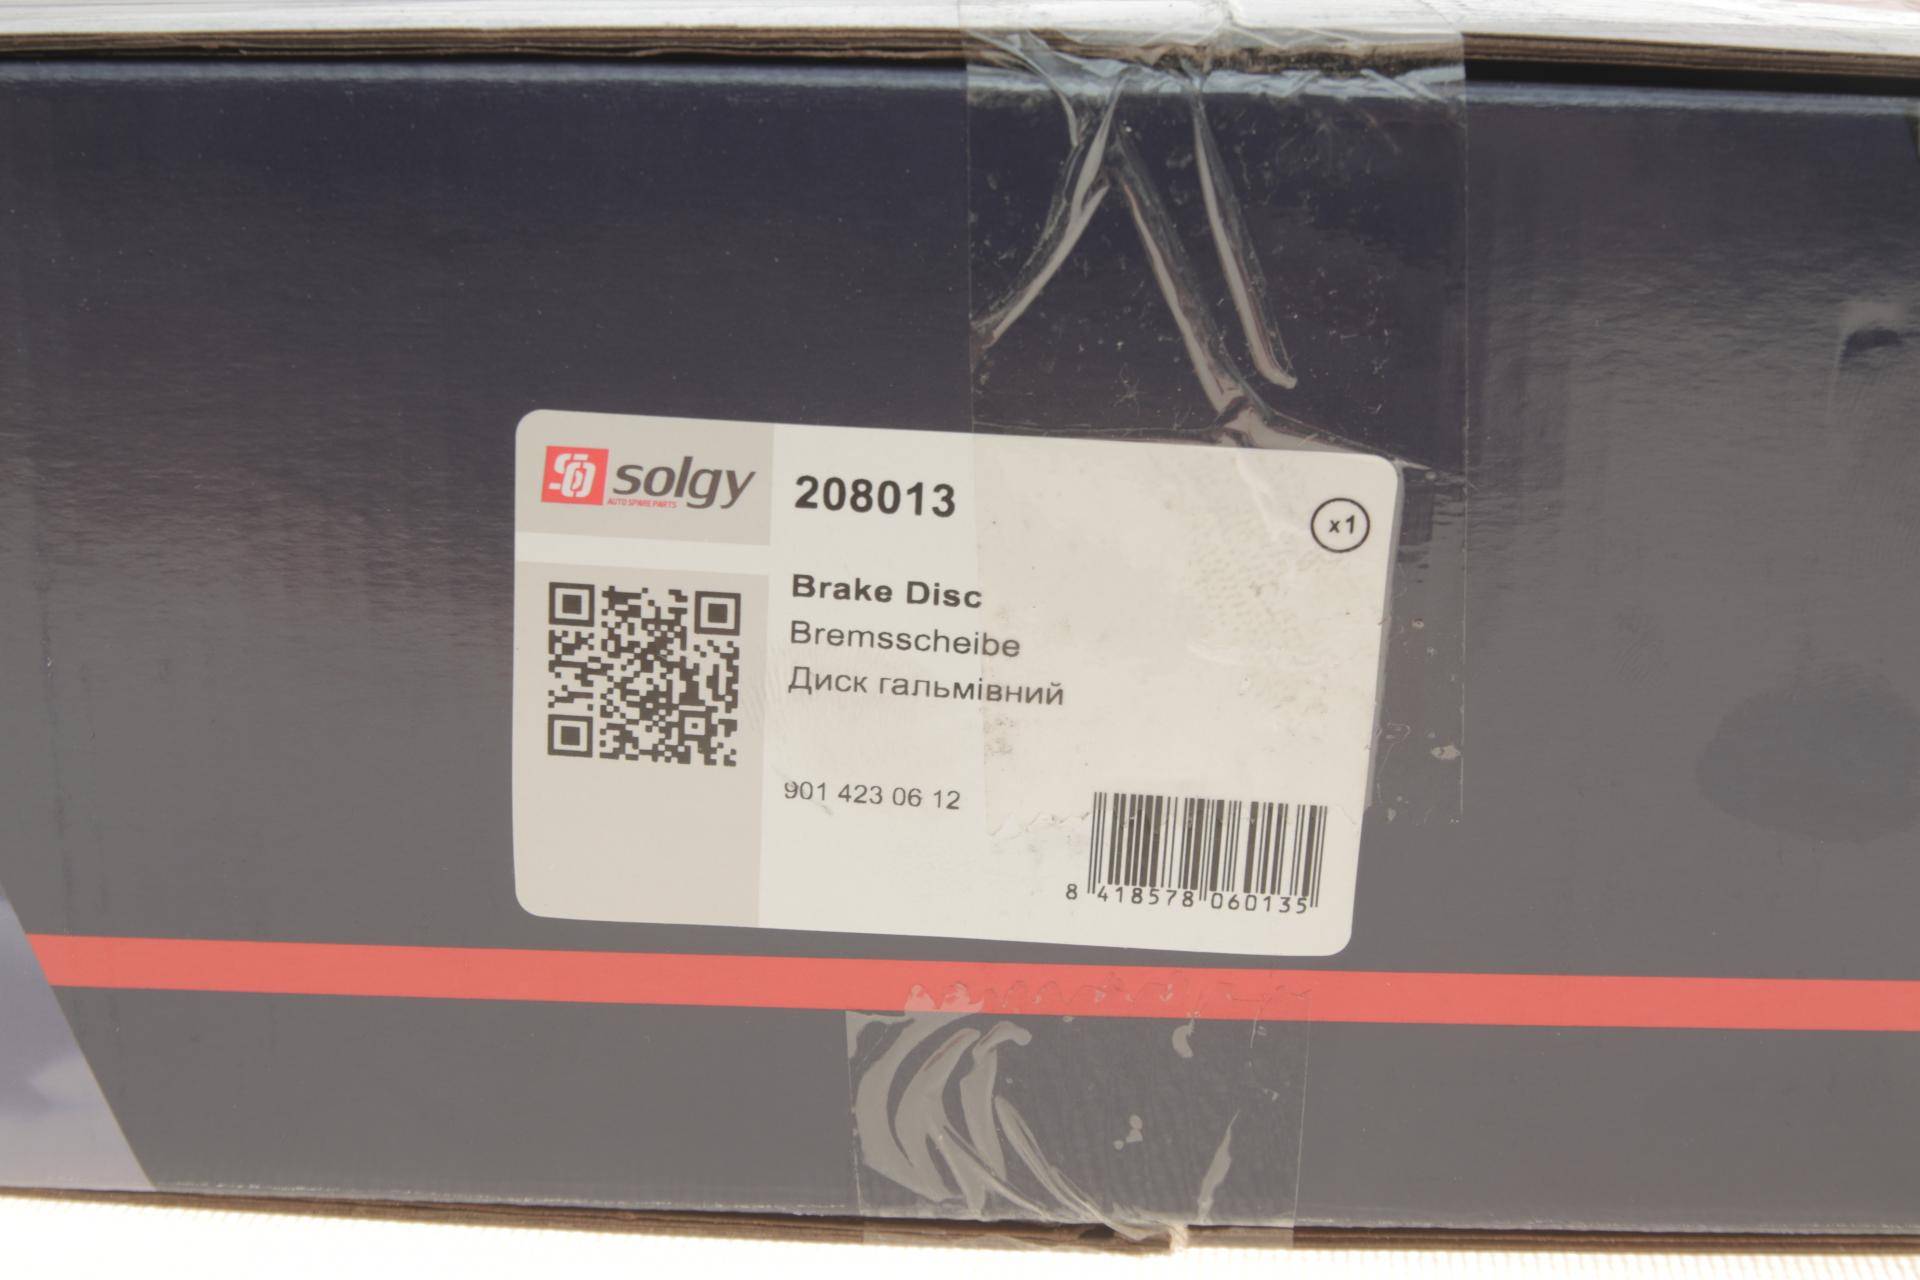 solgy
AUTO SPARE PARTS
208013
x1
Brake Disc
Bremsscheibe
Диск гальмівний
901 423 06 12
8 418578 060135